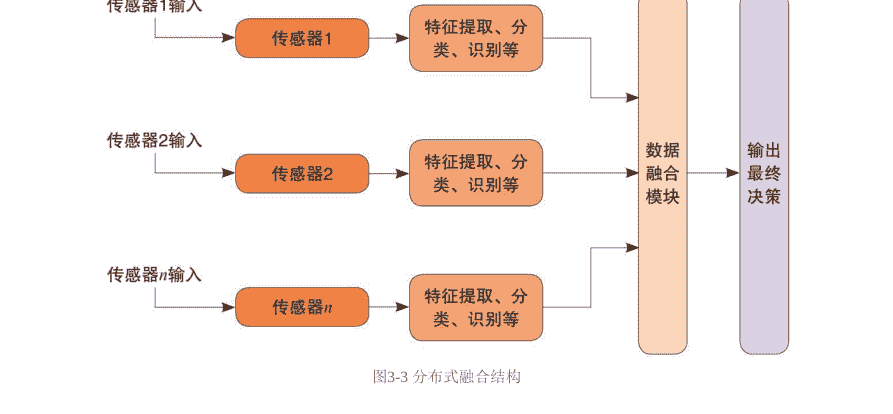 传感器1输入
传感器1
特征提取、分
类、识别等
传感器2输入
传感器2
特征提取、分
类、识别等
传感器n输入
传感器n
特征提取、分
类、识别等
数据
融合
模块
输出
最终
决策
图3-3 分布式融合结构